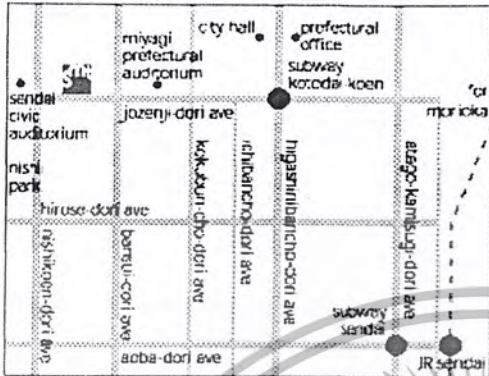 city hall
prefectural
office
miyagi
prefectural
auditorium
subway
kotodai-koen
sendai
civic
auditorium
jozenji-dori ave
nishi
park
hirose-dori ave
nishikoen-dori ave
bansui-dori ave
kokubun-cho-dori ave
ichibancho-dori ave
higashinibancho-dori ave
atago-kamisugi-dori ave
for
morioka
subway
sendai
aoba-dori ave
JR sendai